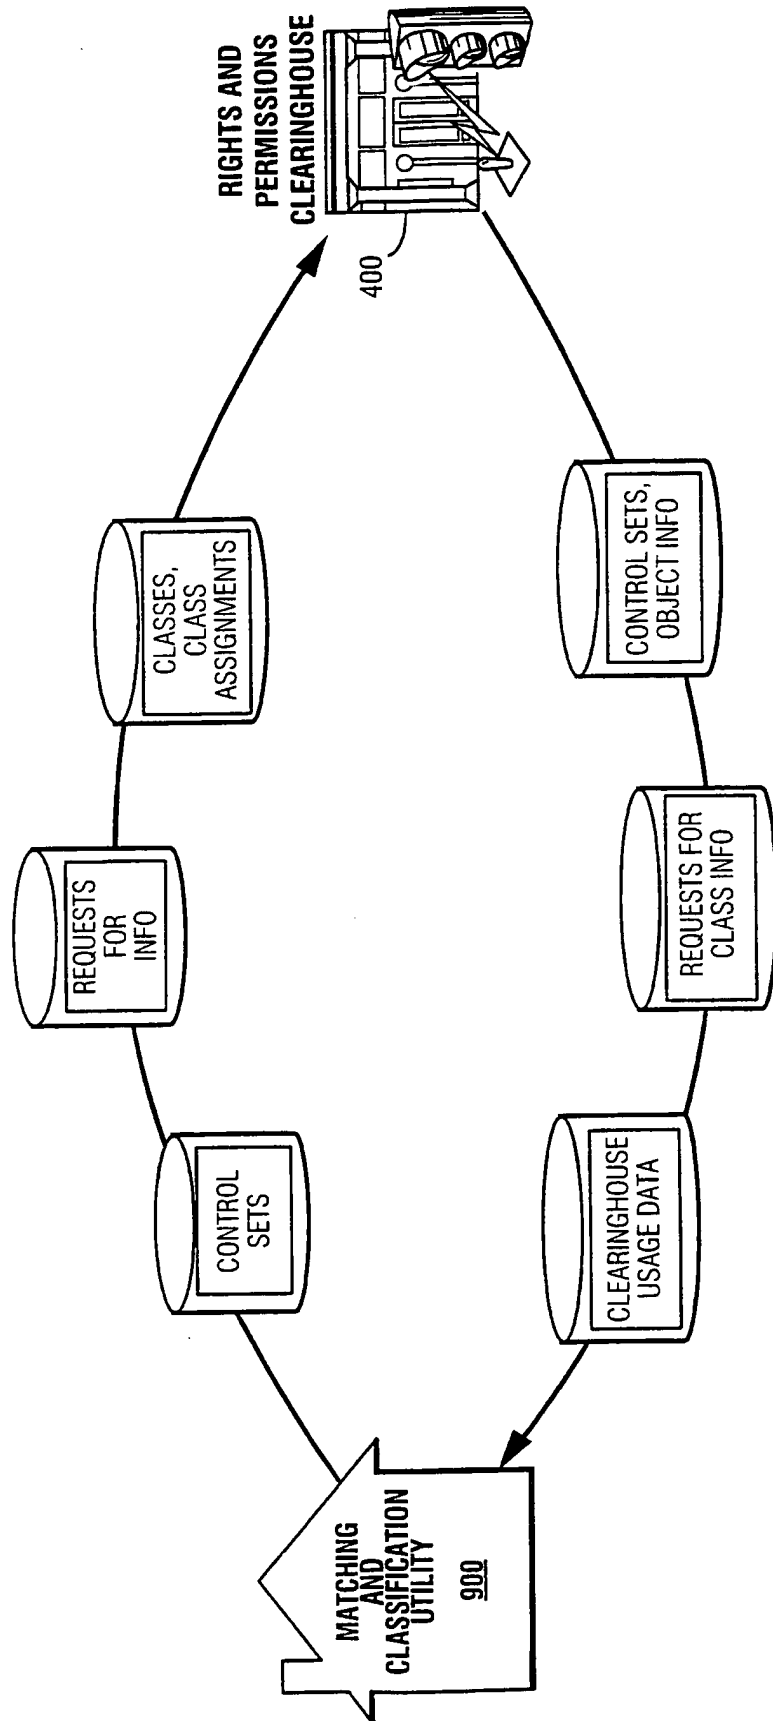 MATCHING
AND
CLASSIFICATION
UTILITY
900
CONTROL
SETS
REQUESTS
FOR
INFO
CLASSES,
CLASS
ASSIGNMENTS
RIGHTS AND
PERMISSIONS
CLEARINGHOUSE
400
CONTROL SETS,
OBJECT INFO
REQUESTS FOR
CLASS INFO
CLEARINGHOUSE
USAGE DATA